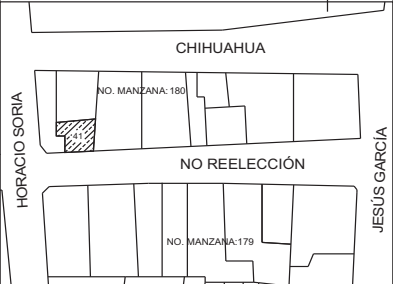 CHIHUAHUA
NO. MANZANA: 180
HORACIO SORIA
41
NO REELECCIÓN
JESÚS GARCÍA
NO. MANZANA:179